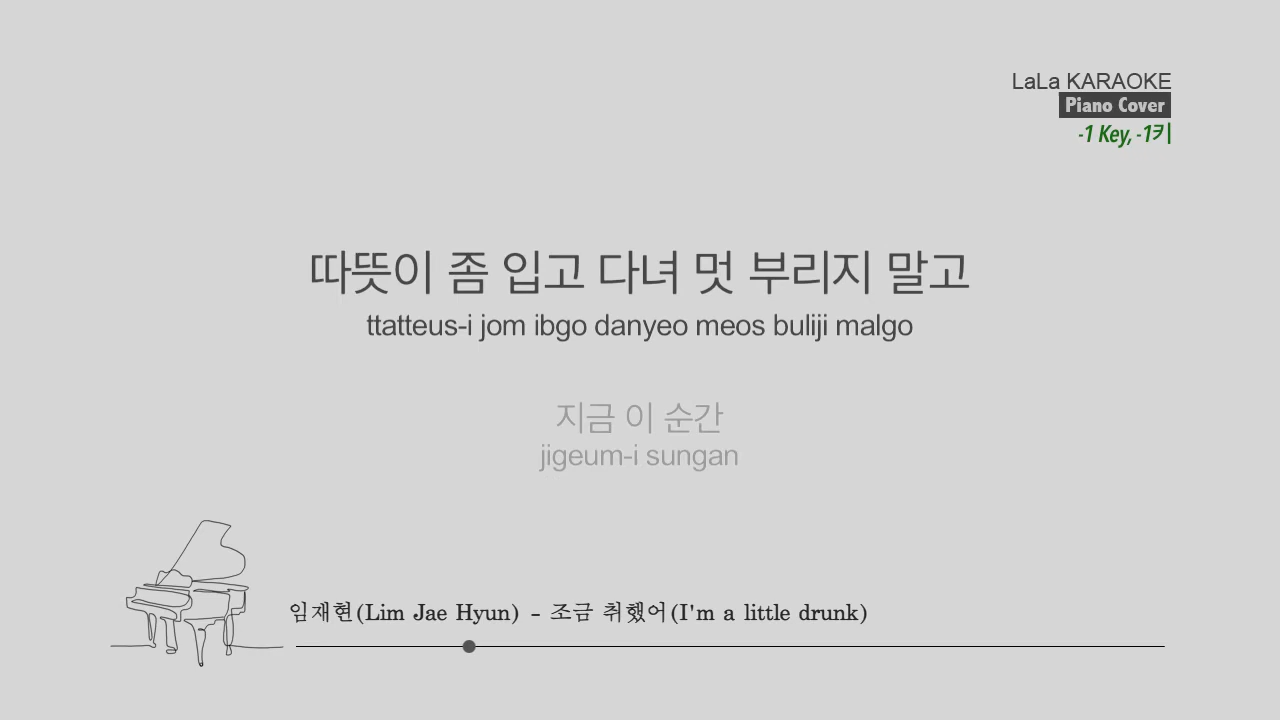 LaLa KARAOKE
Piano Cover
-1 Key, -1키
따뜻이 좀 입고 다녀 멋 부리지 말고
ttatteus-i jom ibgo danyeo meos buliji malgo
지금 이 순간
jigeum-i sungan
임재현(Lim Jae Hyun) - 조금 취했어(I'm a little drunk)